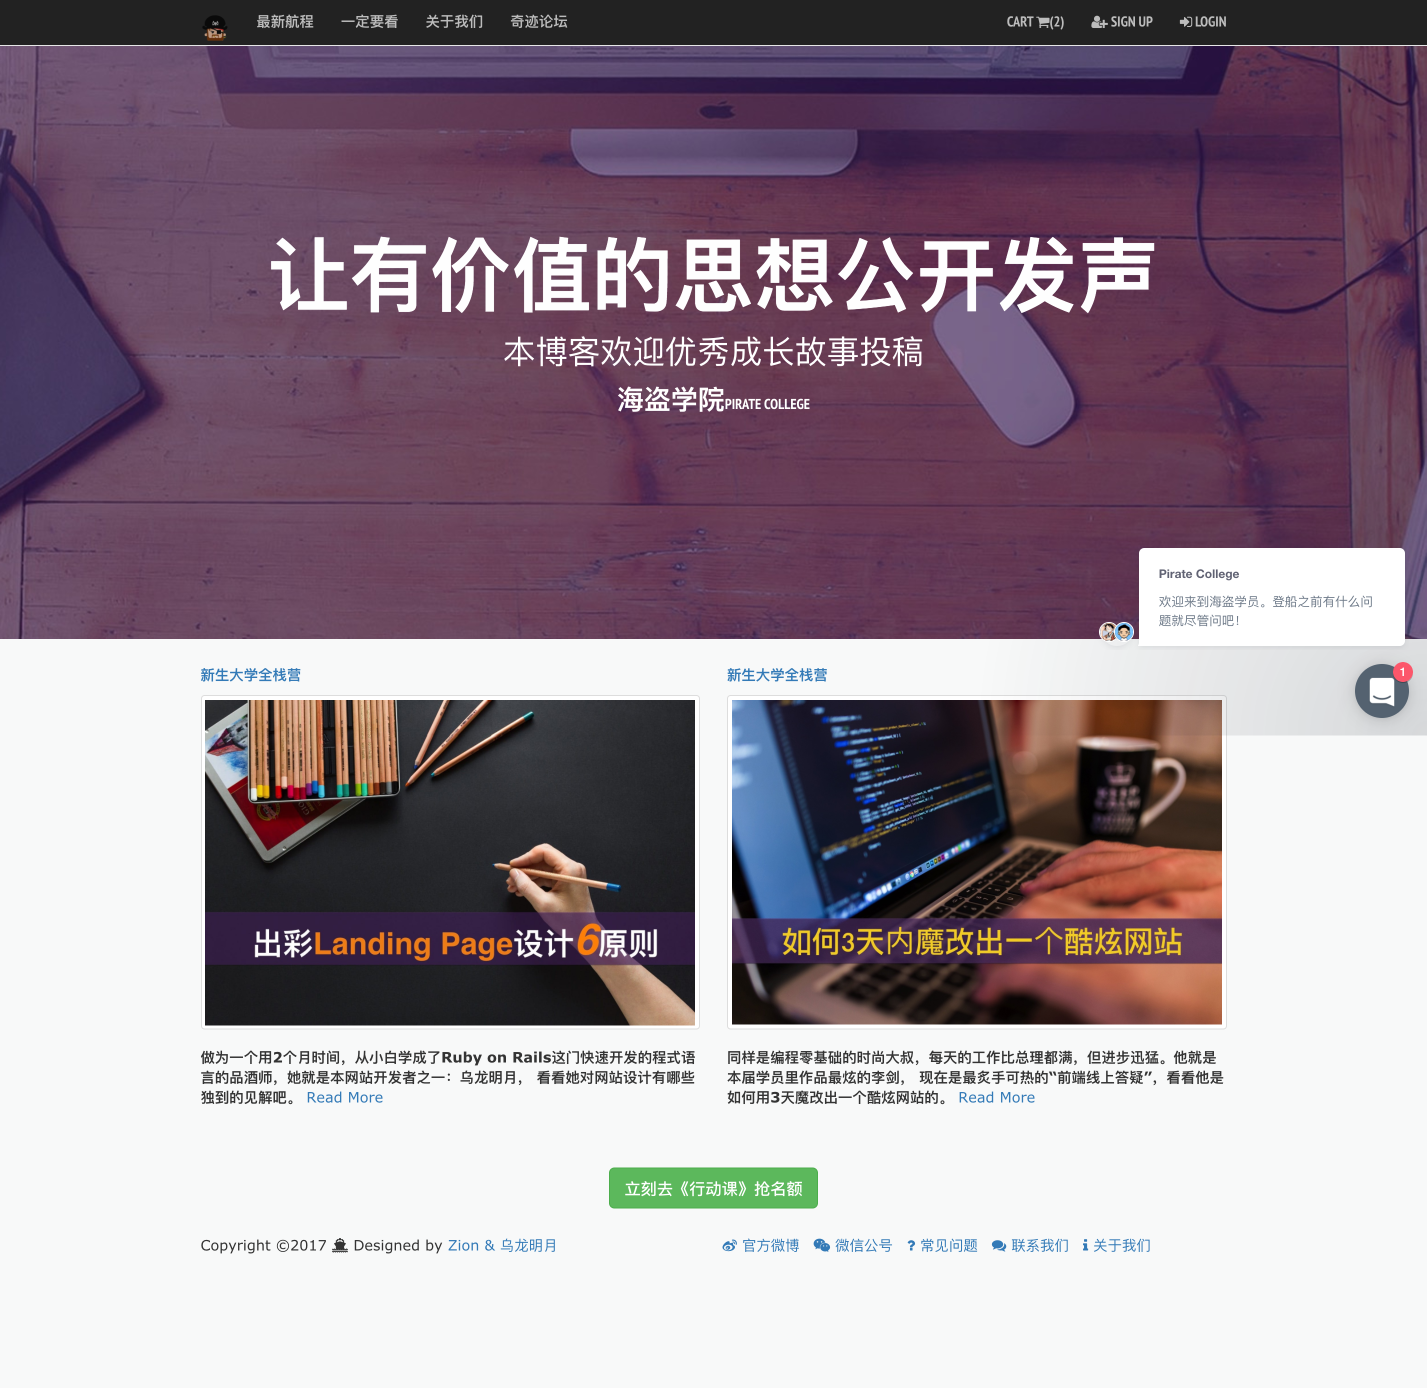 最新航程 一定要看 关于我们 奇迹论坛 CART (2) SIGN UP LOGIN
让有价值的思想公开发声
本博客欢迎优秀成长故事投稿
海盗学院PIRATE COLLEGE
Pirate College
欢迎来到海盗学员。登船之前有什么问
题就尽管问吧！
1
新生大学全栈营
出彩Landing Page设计6原则
做为一个用2个月时间，从小白学成了Ruby on Rails这门快速开发的程式语
言的品酒师，她就是本网站开发者之一：乌龙明月， 看看她对网站设计有哪些
独到的见解吧。 Read More
新生大学全栈营
KEEP
CALM
如何3天内魔改出一个酷炫网站
同样是编程零基础的时尚大叔，每天的工作比总理都满，但进步迅猛。他就是
本届学员里作品最炫的李剑， 现在是最炙手可热的“前端线上答疑”，看看他是
如何用3天魔改出一个酷炫网站的。 Read More
立刻去《行动课》抢名额
Copyright ©2017 Designed by Zion & 乌龙明月
官方微博 微信公号 ? 常见问题 联系我们 i 关于我们